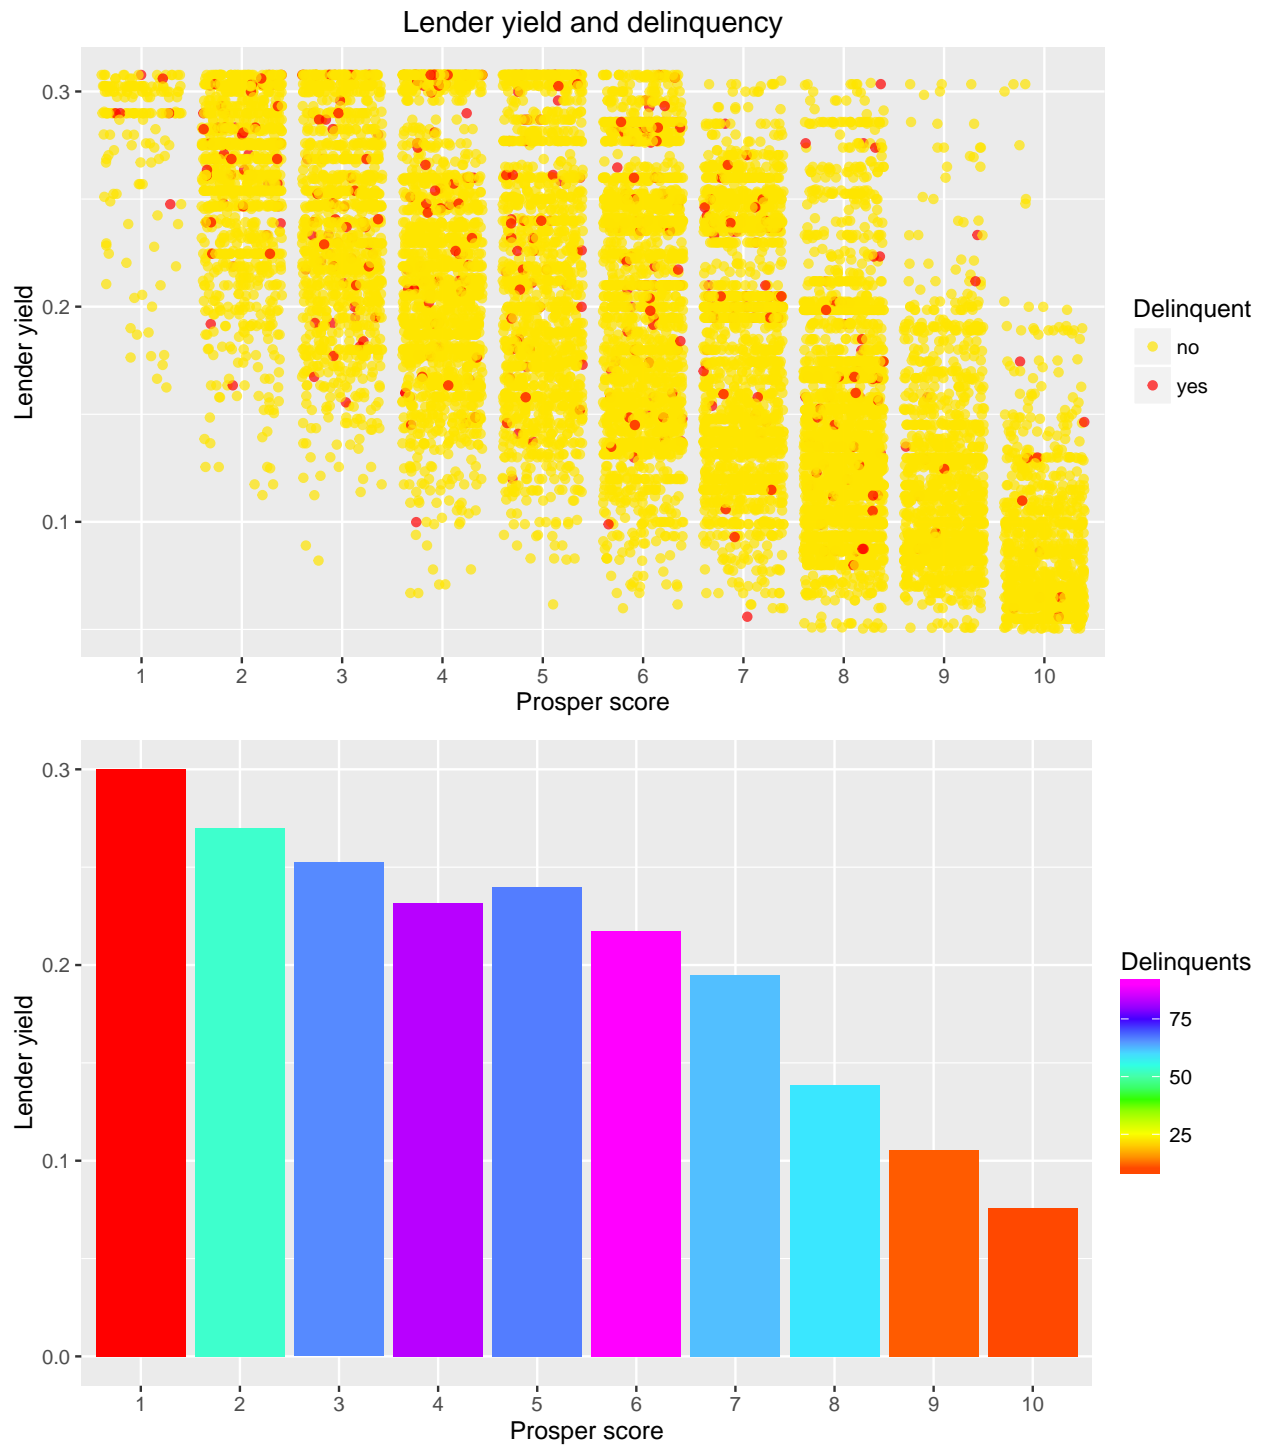 Lender yield and delinquency
Lender yield
0.3
0.2
0.1
1 2 3 4 5 6 7 8 9 10
Prosper score
Delinquent
no
yes
Lender yield
0.3
0.2
0.1
0.0
1 2 3 4 5 6 7 8 9 10
Prosper score
Delinquents
75
50
25